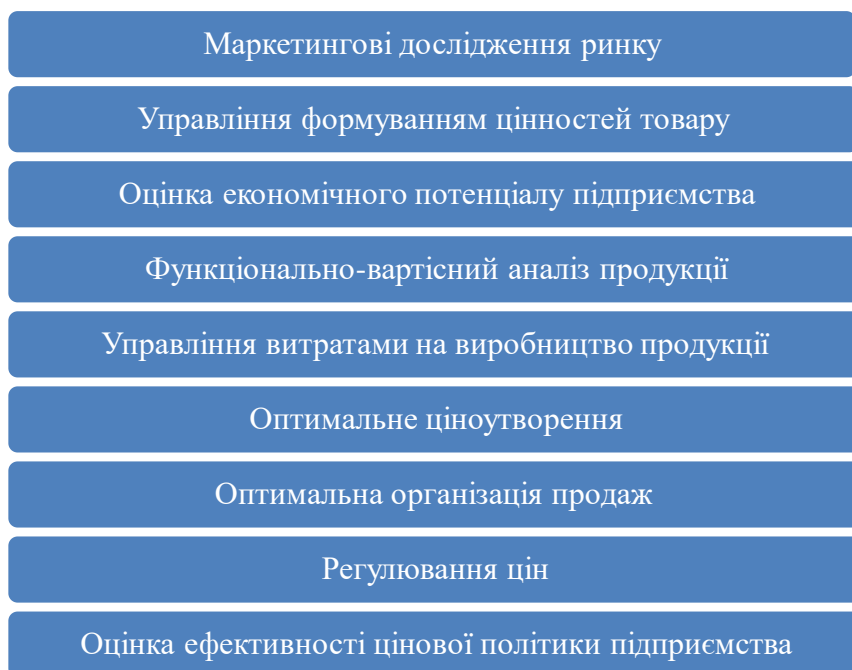 Маркетингові дослідження ринку
Управління формуванням цінностей товару
Оцінка економічного потенціалу підприємства
Функціонально-вартісний аналіз продукції
Управління витратами на виробництво продукції
Оптимальне ціноутворення
Оптимальна організація продаж
Регулювання цін
Оцінка ефективності цінової політики підприємства